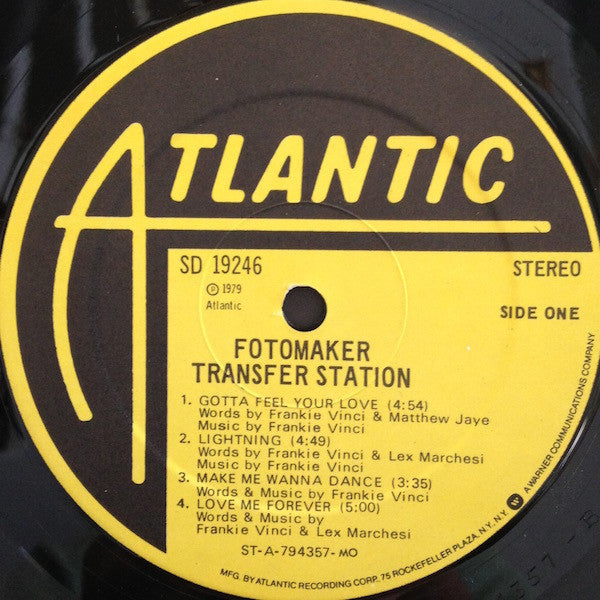 ATLANTIC
SD 19246
STEREO
℗ 1979
Atlantic
SIDE ONE
FOTOMAKER
TRANSFER STATION
1. GOTTA FEEL YOUR LOVE (4:54)
Words by Frankie Vinci & Matthew Jaye
Music by Frankie Vinci
2. LIGHTNING (4:49)
Words by Frankie Vinci & Lex Marchesi
Music by Frankie Vinci
3. MAKE ME WANNA DANCE (3:35)
Words & Music by Frankie Vinci
4. LOVE ME FOREVER (5:00)
Words & Music by
Frankie Vinci & Lex Marchesi
ST-A-794357-MO
MFG. BY ATLANTIC RECORDING CORP., 75 ROCKEFELLER PLAZA, N.Y., N.Y. W A WARNER COMMUNICATIONS COMPANY